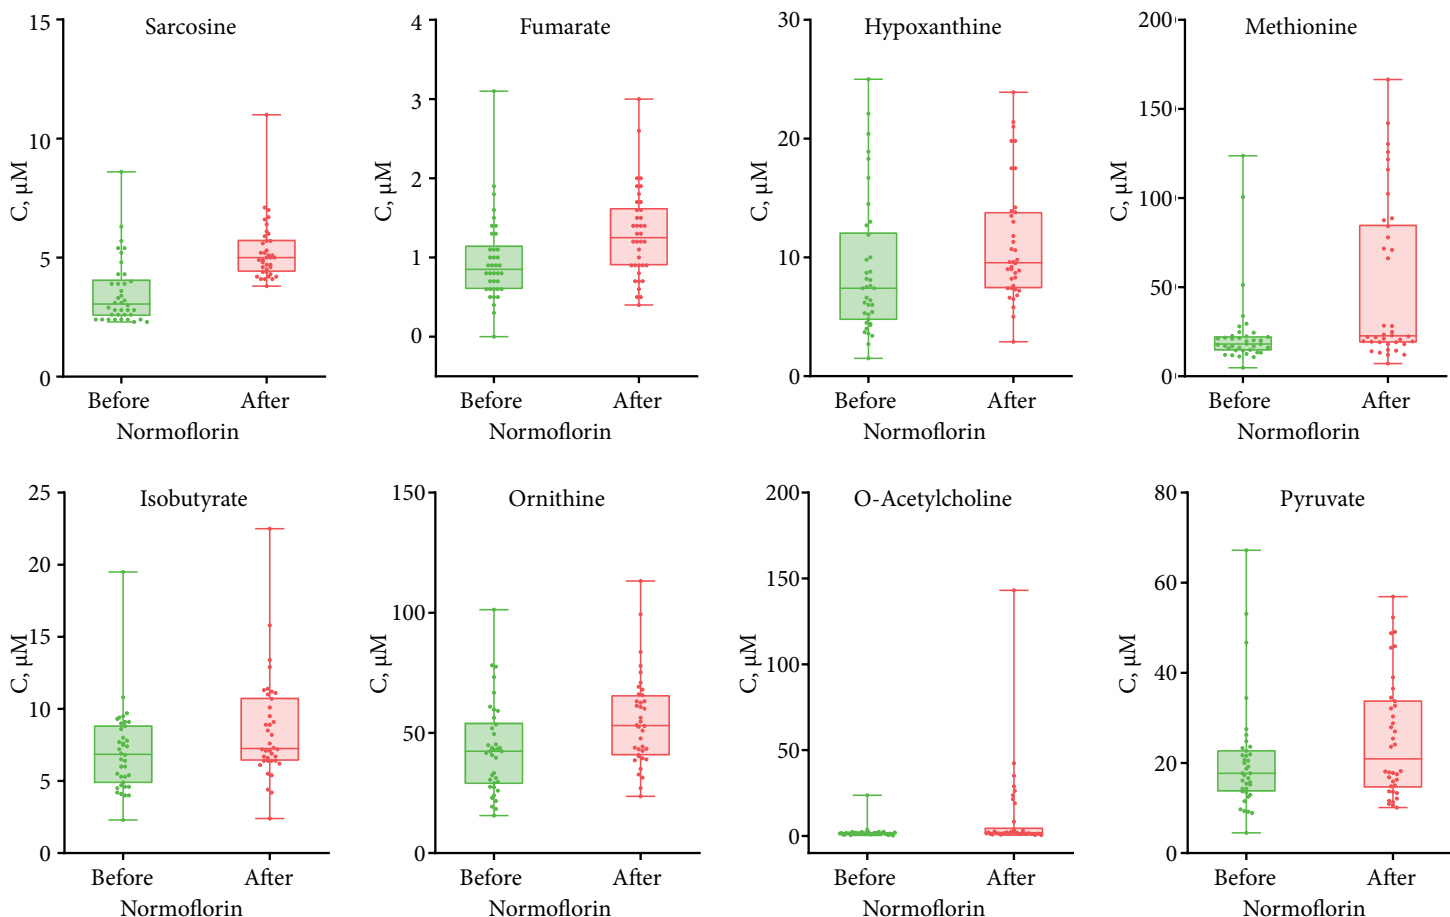 Sarcosine
15
10
5
0
C, μM
Before After
Normoflorin
Fumarate
4
3
2
1
0
C, μM
Before After
Normoflorin
Hypoxanthine
30
20
10
0
C, μM
Before After
Normoflorin
Methionine
200
150
100
50
0
C, μM
Before After
Normoflorin
Isobutyrate
25
20
15
10
5
0
C, μM
Before After
Normoflorin
Ornithine
150
100
50
0
C, μM
Before After
Normoflorin
O-Acetylcholine
200
150
100
50
0
C, μM
Before After
Normoflorin
Pyruvate
80
60
40
20
0
C, μM
Before After
Normoflorin